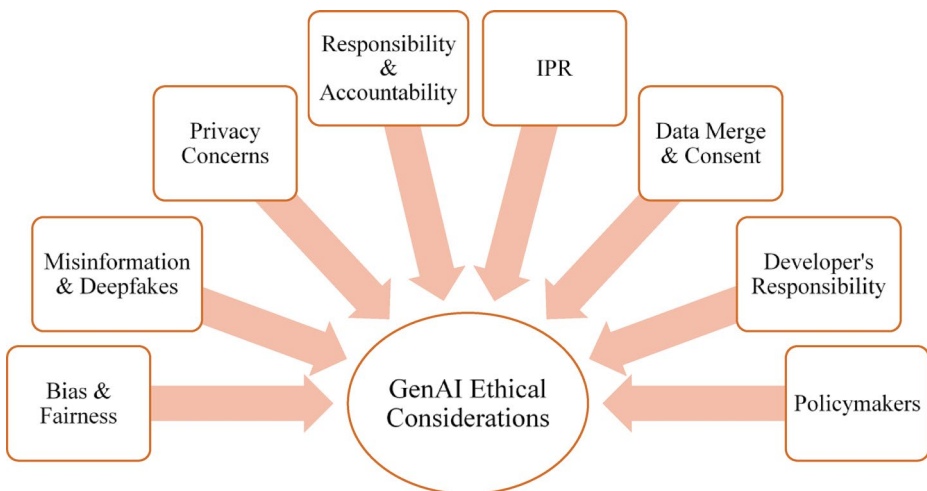 Responsibility
&
Accountability
IPR
Privacy
Concerns
Data Merge
& Consent
Misinformation
& Deepfakes
Developer's
Responsibility
Bias &
Fairness
GenAI Ethical
Considerations
Policymakers